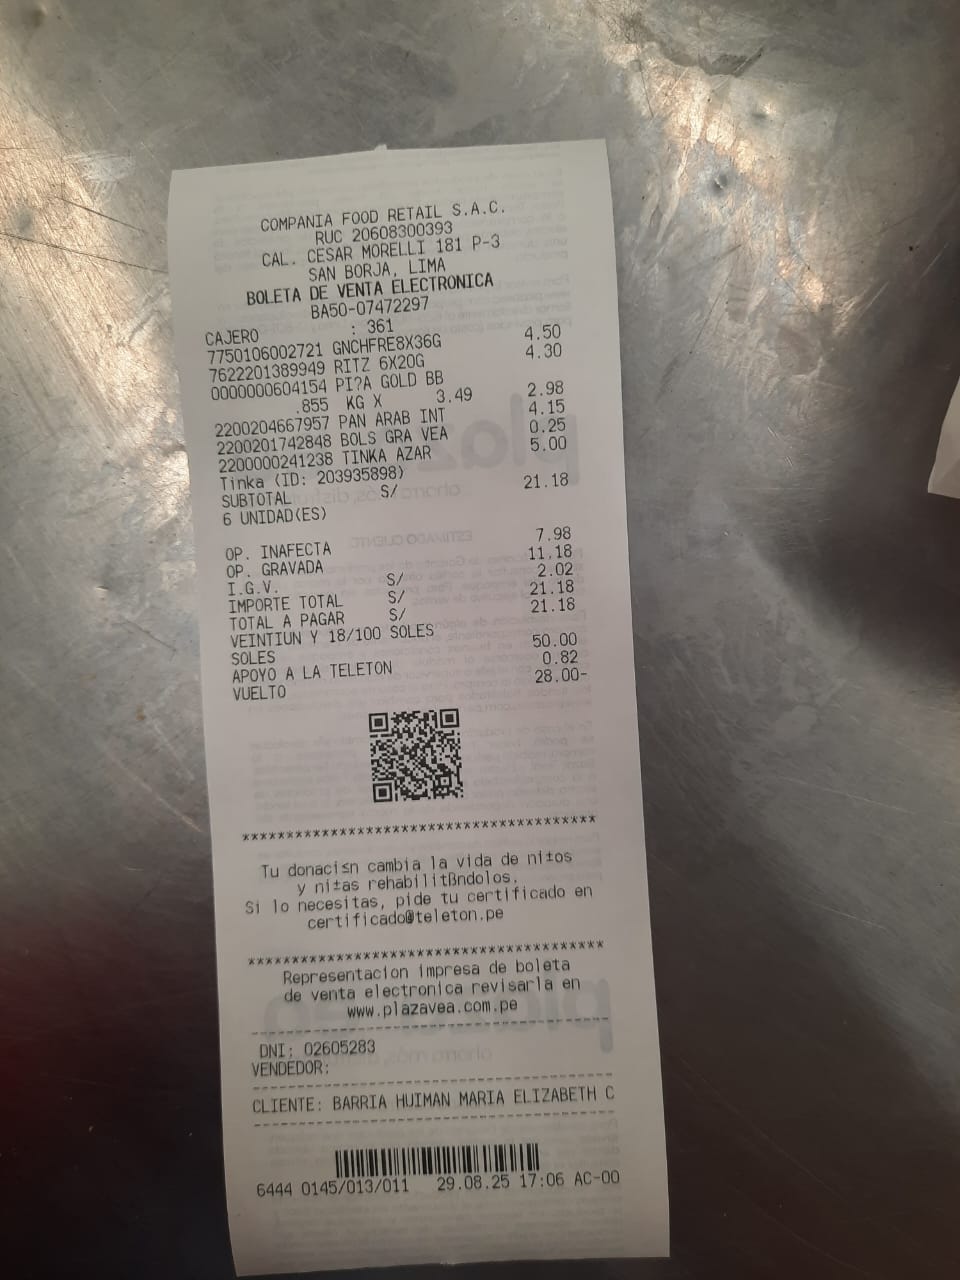 COMPANIA FOOD RETAIL S.A.C.
RUC 20608300393
CAL. CESAR MORELLI 181 P-3
SAN BORJA, LIMA
BOLETA DE VENTA ELECTRONICA
BA50-07472297
CAJERO : 361
7750106002721 GNCHFRE8X36G 4.50
7622201389949 RITZ 6X20G 4.30
0000000604154 PI?A GOLD BB
.855 KG X 3.49 2.98
2200204667957 PAN ARAB INT 4.15
2200201742848 BOLS GRA VEA 0.25
2200000241238 TINKA AZAR 5.00
Tinka (ID: 203935898)
SUBTOTAL S/ 21.18
6 UNIDAD(ES)
OP. INAFECTA 7.98
OP. GRAVADA 11.18
I.G.V. S/ 2.02
IMPORTE TOTAL S/ 21.18
TOTAL A PAGAR S/ 21.18
VEINTIUN Y 18/100 SOLES
SOLES 50.00
APOYO A LA TELETON 0.82
VUELTO 28.00-
****************************************
Tu donaci≤n cambia la vida de ni±os
y ni±as rehabilitßndolos.
Si lo necesitas, pide tu certificado en
certificado@teleton.pe
****************************************
Representacion impresa de boleta
de venta electronica revisarla en
www.plazavea.com.pe
DNI: 02605283
VENDEDOR:
CLIENTE: BARRIA HUIMAN MARIA ELIZABETH C
6444 0145/013/011 29.08.25 17:06 AC-00